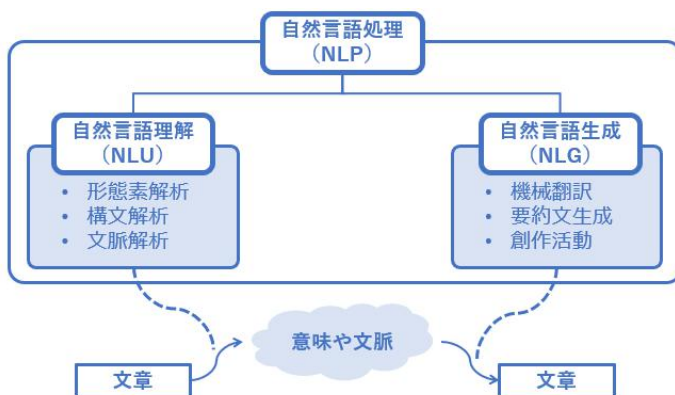 自然言語処理
（NLP）
自然言語理解
（NLU）
• 形態素解析
• 構文解析
• 文脈解析
自然言語生成
（NLG）
• 機械翻訳
• 要約文生成
• 創作活動
意味や文脈
文章
文章